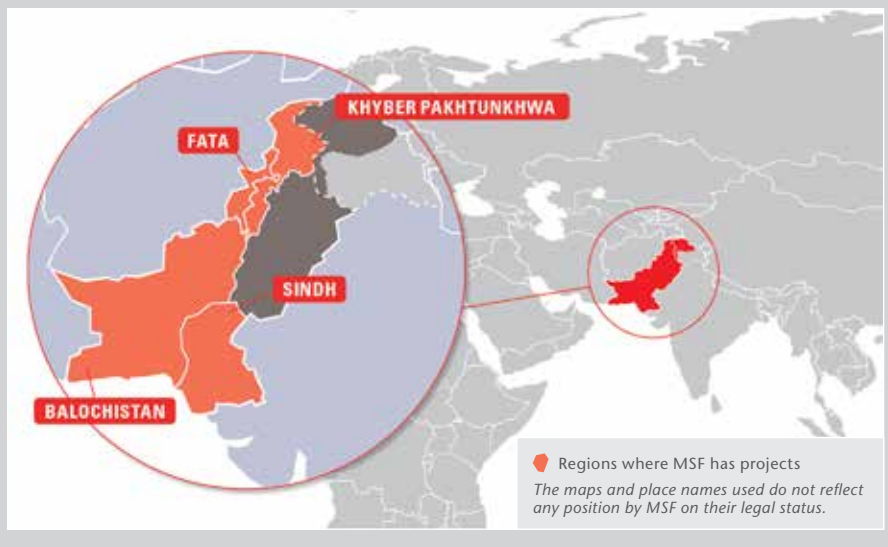 KHYBER PAKHTUNKHWA
FATA
SINDH
BALOCHISTAN
Regions where MSF has projects
The maps and place names used do not reflect
any position by MSF on their legal status.